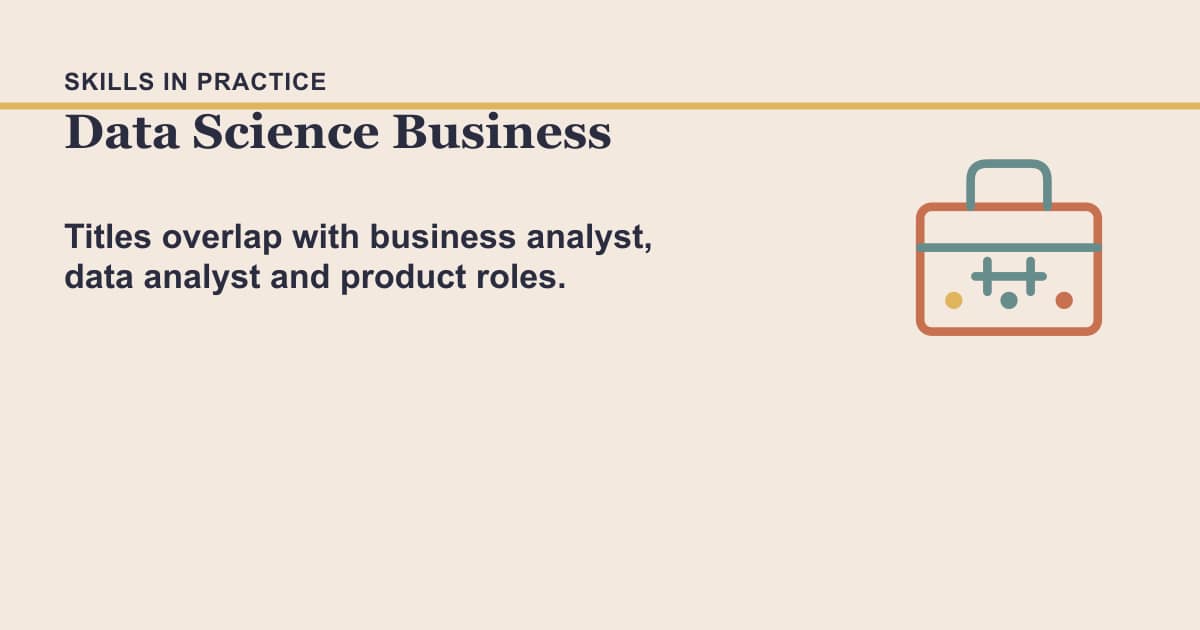 SKILLS IN PRACTICE
Data Science Business
Titles overlap with business analyst,
data analyst and product roles.